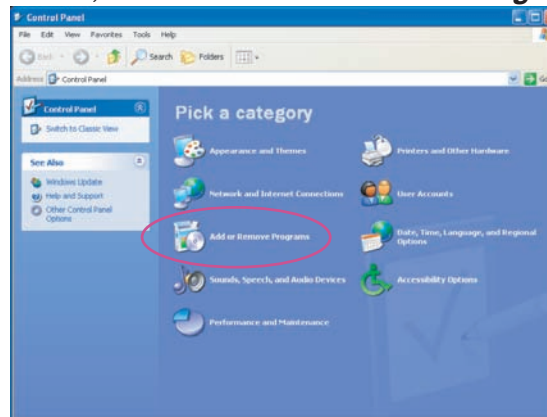 Control Panel
File Edit View Favorites Tools Help
Back Search Folders
Address Control Panel
Control Panel
Switch to Classic View
See Also
Windows Update
Help and Support
Other Control Panel
Options
Pick a category
Appearance and Themes
Printers and Other Hardware
Network and Internet Connections
User Accounts
Add or Remove Programs
Date, Time, Language, and Regional
Options
Sounds, Speech, and Audio Devices
Accessibility Options
Performance and Maintenance